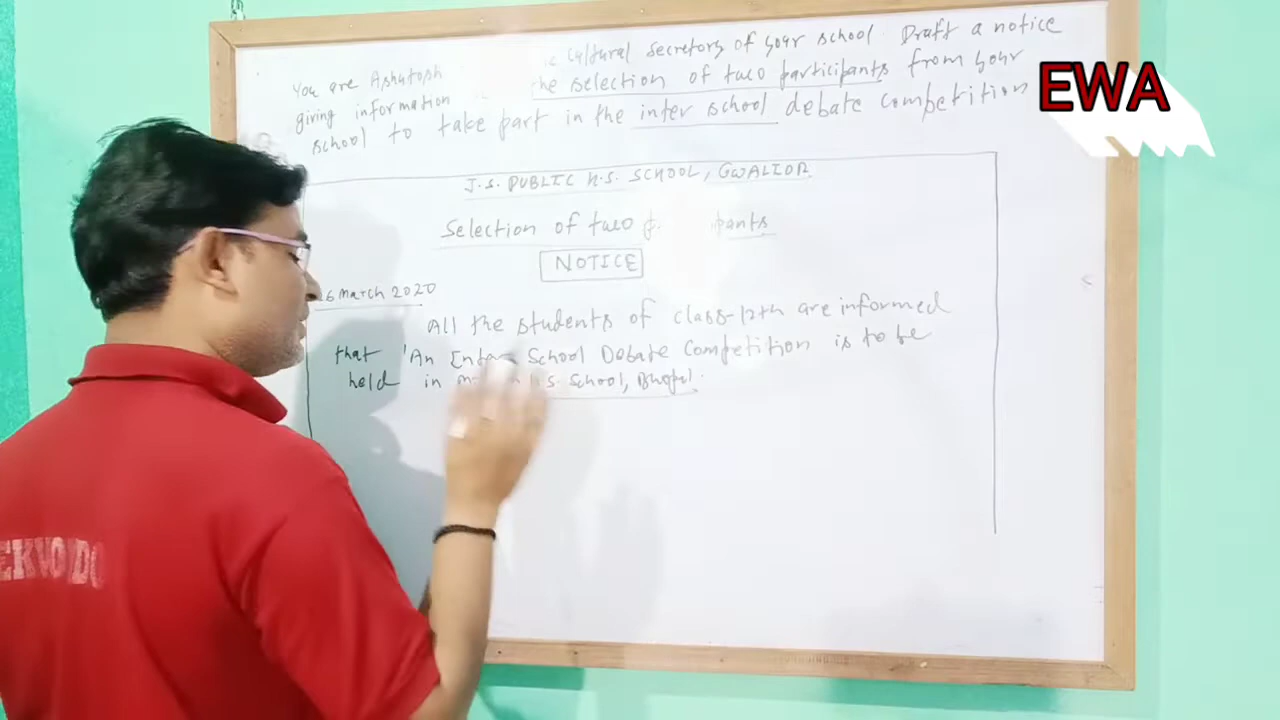 You are Ashutosh cultural secretory of your school. Draft a notice
giving information the selection of two participants from your
school to take part in the inter school debate competition
EWA
J.S. PUBLIC H.S. SCHOOL, GWALIOR
Selection of two pants
NOTICE
6 March 2020
All the students of class-12th are informed
that 'An Inter School Debate Competition is to be
held in H.S. School, Bhopal.
EKWO DO